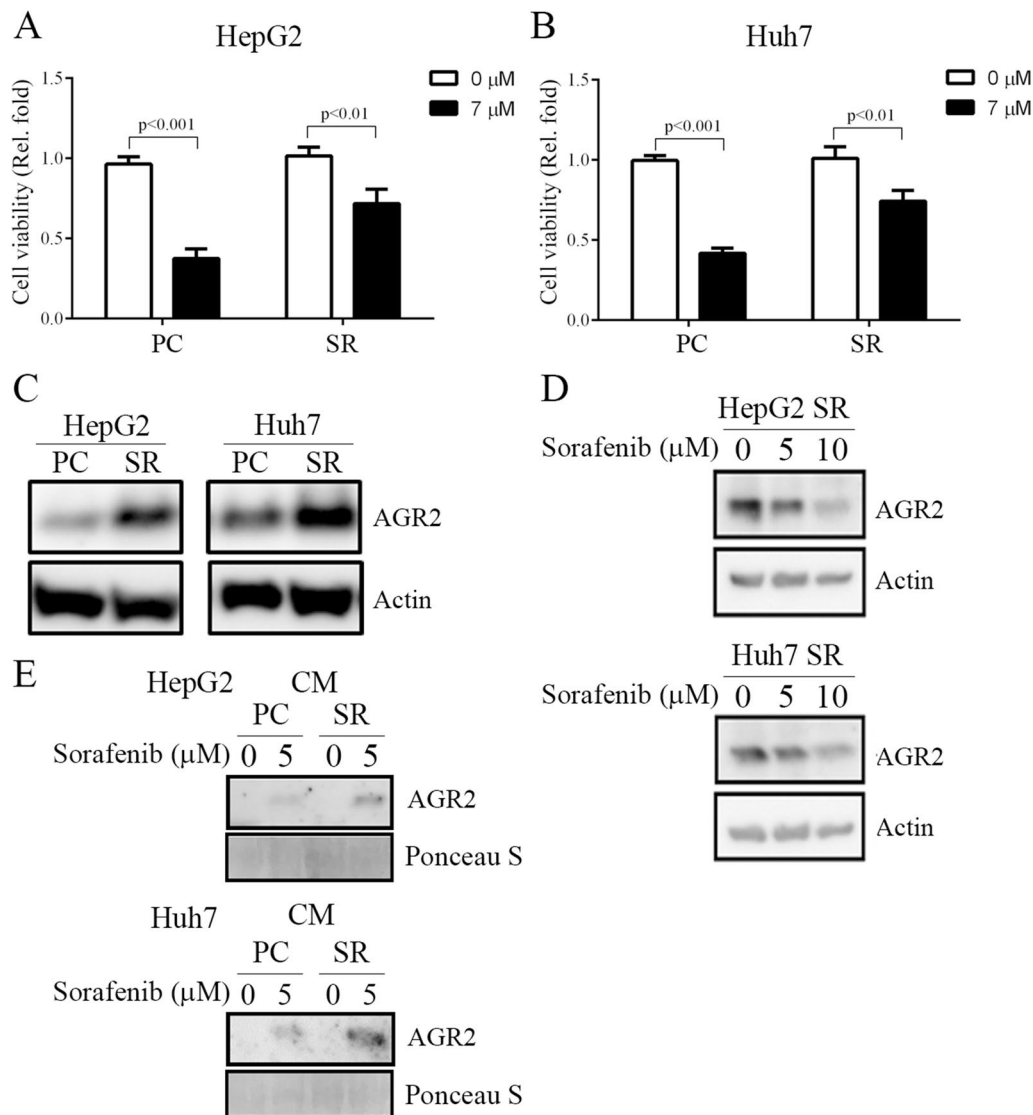 A
HepG2
Cell viability (Rel. fold)
1.5
1.0
0.5
0.0
p<0.001
p<0.01
0 μM
7 μM
PC
SR
B
Huh7
Cell viability (Rel. fold)
1.5
1.0
0.5
0.0
p<0.001
p<0.01
0 μM
7 μM
PC
SR
C
HepG2
Huh7
PC SR PC SR
AGR2
Actin
D
HepG2 SR
Sorafenib (μM) 0 5 10
AGR2
Actin
Huh7 SR
Sorafenib (μM) 0 5 10
AGR2
Actin
E
HepG2 CM
PC SR
Sorafenib (μM) 0 5 0 5
AGR2
Ponceau S
Huh7 CM
PC SR
Sorafenib (μM) 0 5 0 5
AGR2
Ponceau S